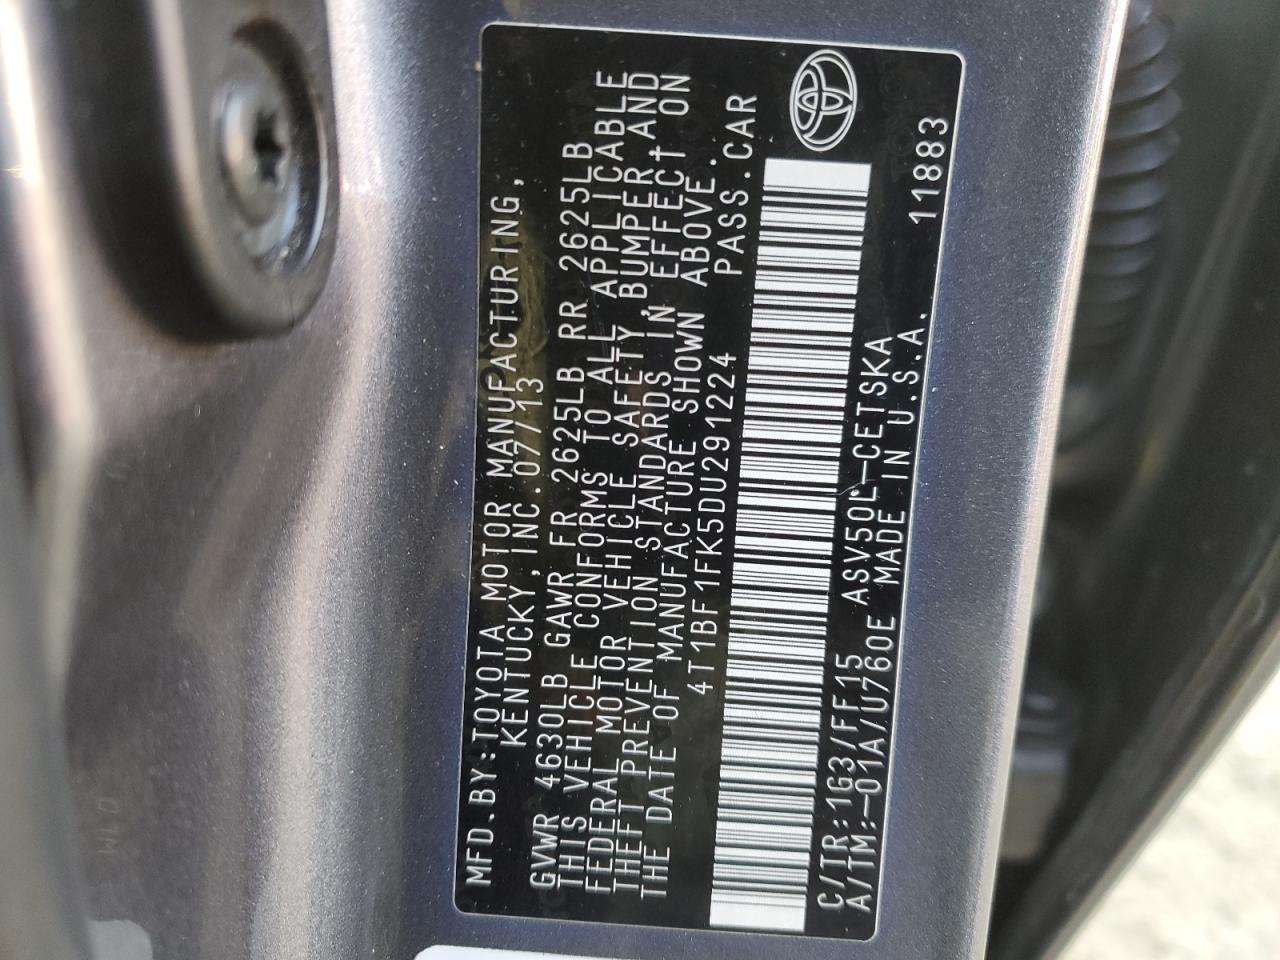 MFD.BY:TOYOTA MOTOR MANUFACTURING,
KENTUCKY,INC.07/13
GVWR 4630LB GAWR FR 2625LB RR 2625LB
THIS VEHICLE CONFORMS TO ALL APPLICABLE
FEDERAL MOTOR VEHICLE SAFETY,BUMPER,AND
THEFT PREVENTION STANDARDS IN EFFECT ON
THE DATE OF MANUFACTURE SHOWN ABOVE.
4T1BF1FK5DU291224 PASS.CAR
C/TR:1G3/FF15 ASV50L-CETSKA
A/TM:-01A/U760E MADE IN U.S.A. 11883